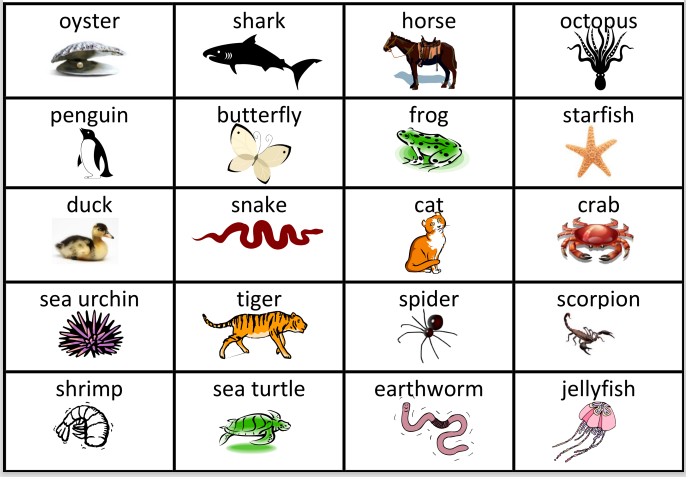 oyster
shark
horse
octopus
penguin
butterfly
frog
starfish
duck
snake
cat
crab
sea urchin
tiger
spider
scorpion
shrimp
sea turtle
earthworm
jellyfish